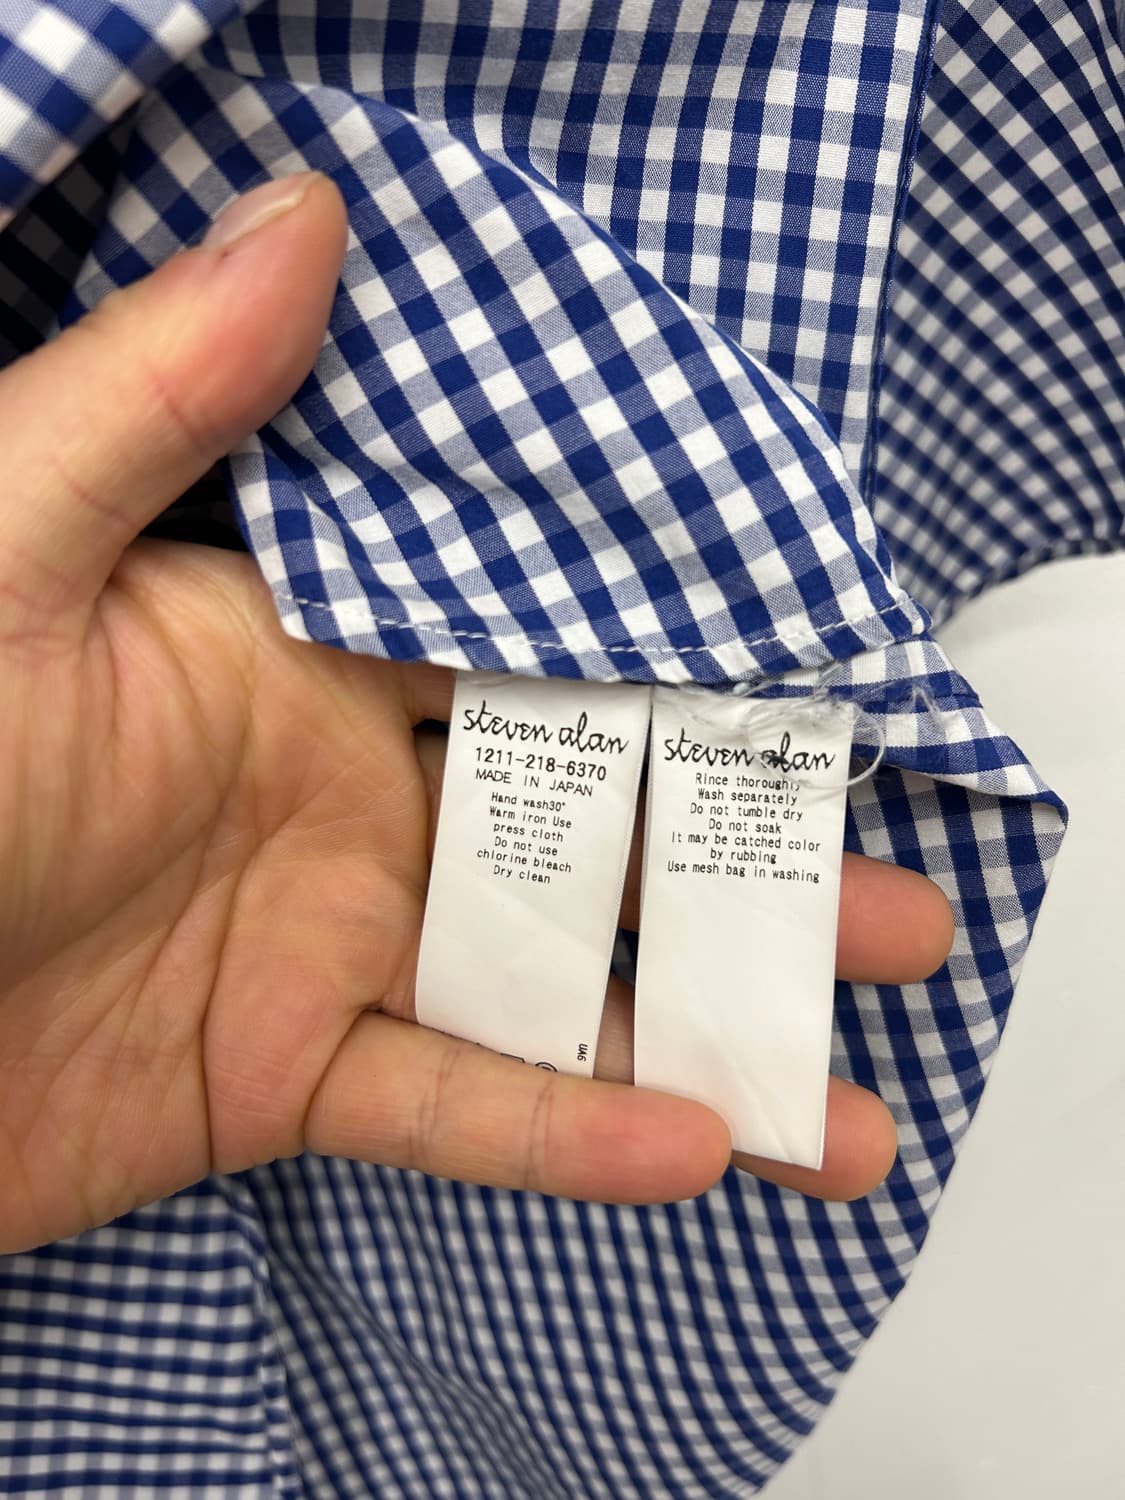 steven alan
1211-218-6370
MADE IN JAPAN
Hand wash30°
Warm iron Use
press cloth
Do not use
chlorine bleach
Dry clean
UA6
steven alan
Rince thoroughly
Wash separately
Do not tumble dry
Do not soak
It may be catched color
by rubbing
Use mesh bag in washing